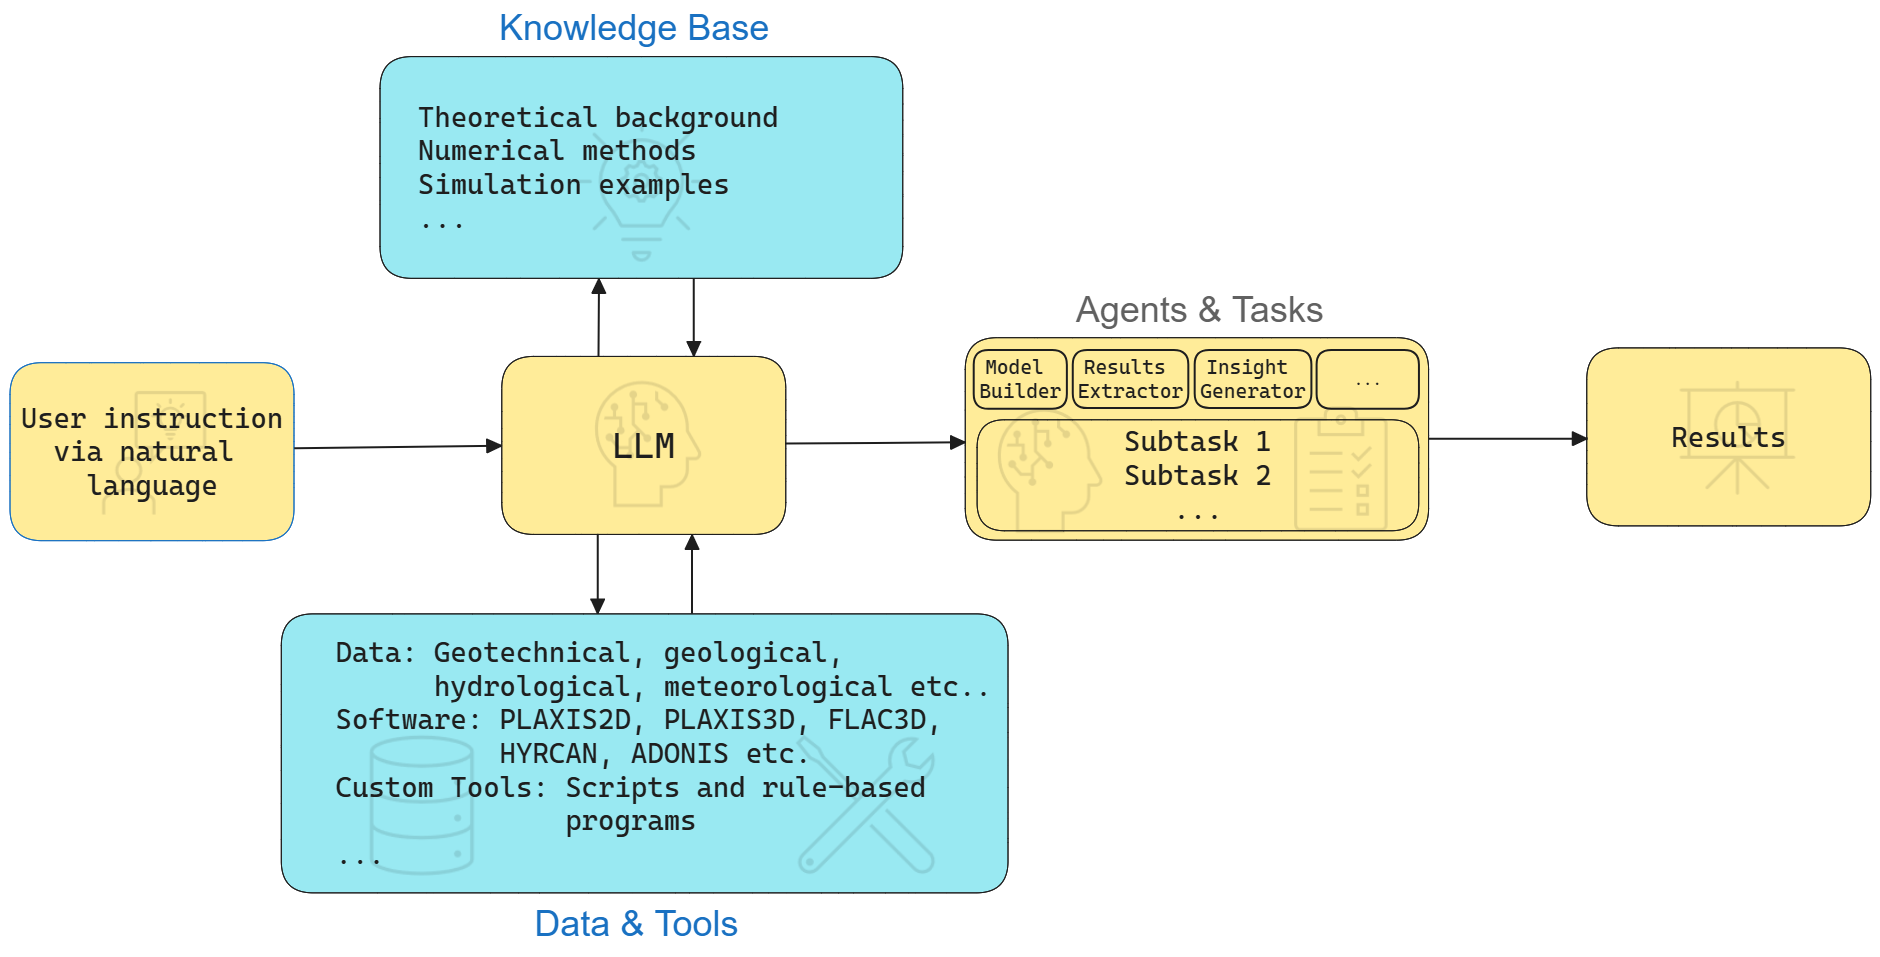 Knowledge Base
Theoretical background
Numerical methods
Simulation examples
...
User instruction
via natural
language
LLM
Agents & Tasks
Model
Builder
Results
Extractor
Insight
Generator
...
Subtask 1
Subtask 2
...
Results
Data: Geotechnical, geological,
hydrological, meteorological etc..
Software: PLAXIS2D, PLAXIS3D, FLAC3D,
HYRCAN, ADONIS etc.
Custom Tools: Scripts and rule-based
programs
...
Data & Tools